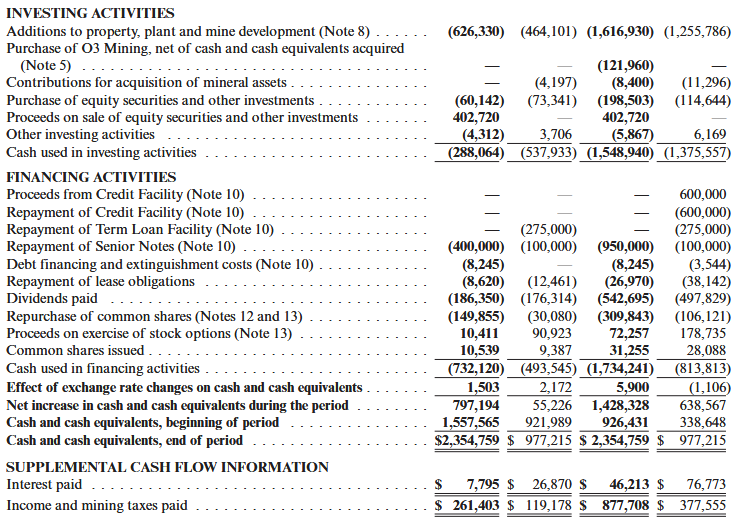 INVESTING ACTIVITIES
Additions to property, plant and mine development (Note 8) . . . . . . (626,330) (464,101) (1,616,930) (1,255,786)
Purchase of O3 Mining, net of cash and cash equivalents acquired
(Note 5) . . . . . . . . . . . . . . . . . . . . . . . . . . . . . . . . . . . — — (121,960) —
Contributions for acquisition of mineral assets . . . . . . . . . . . . . . . . — (4,197) (8,400) (11,296)
Purchase of equity securities and other investments . . . . . . . . . . . . (60,142) (73,341) (198,503) (114,644)
Proceeds on sale of equity securities and other investments . . . . . . . 402,720 — 402,720 —
Other investing activities . . . . . . . . . . . . . . . . . . . . . . . . . . (4,312) 3,706 (5,867) 6,169
Cash used in investing activities . . . . . . . . . . . . . . . . . . . . . . (288,064) (537,933) (1,548,940) (1,375,557)
FINANCING ACTIVITIES
Proceeds from Credit Facility (Note 10) . . . . . . . . . . . . . . . . . . — — — 600,000
Repayment of Credit Facility (Note 10) . . . . . . . . . . . . . . . . . . . — — — (600,000)
Repayment of Term Loan Facility (Note 10) . . . . . . . . . . . . . . . . — (275,000) — (275,000)
Repayment of Senior Notes (Note 10) . . . . . . . . . . . . . . . . . . . . (400,000) (100,000) (950,000) (100,000)
Debt financing and extinguishment costs (Note 10) . . . . . . . . . . . . (8,245) — (8,245) (3,544)
Repayment of lease obligations . . . . . . . . . . . . . . . . . . . . . . . (8,620) (12,461) (26,970) (38,142)
Dividends paid . . . . . . . . . . . . . . . . . . . . . . . . . . . . . . . . (186,350) (176,314) (542,695) (497,829)
Repurchase of common shares (Notes 12 and 13) . . . . . . . . . . . . . (149,855) (30,080) (309,843) (106,121)
Proceeds on exercise of stock options (Note 13) . . . . . . . . . . . . . . 10,411 90,923 72,257 178,735
Common shares issued . . . . . . . . . . . . . . . . . . . . . . . . . . . . 10,539 9,387 31,255 28,088
Cash used in financing activities . . . . . . . . . . . . . . . . . . . . . . (732,120) (493,545) (1,734,241) (813,813)
Effect of exchange rate changes on cash and cash equivalents . . . . . . . 1,503 2,172 5,900 (1,106)
Net increase in cash and cash equivalents during the period . . . . . . . . 797,194 55,226 1,428,328 638,567
Cash and cash equivalents, beginning of period . . . . . . . . . . . . . . . 1,557,565 921,989 926,431 338,648
Cash and cash equivalents, end of period . . . . . . . . . . . . . . . . . . $2,354,759 $ 977,215 $ 2,354,759 $ 977,215
SUPPLEMENTAL CASH FLOW INFORMATION
Interest paid . . . . . . . . . . . . . . . . . . . . . . . . . . . . . . . . . $ 7,795 $ 26,870 $ 46,213 $ 76,773
Income and mining taxes paid . . . . . . . . . . . . . . . . . . . . . . . . $ 261,403 $ 119,178 $ 877,708 $ 377,555